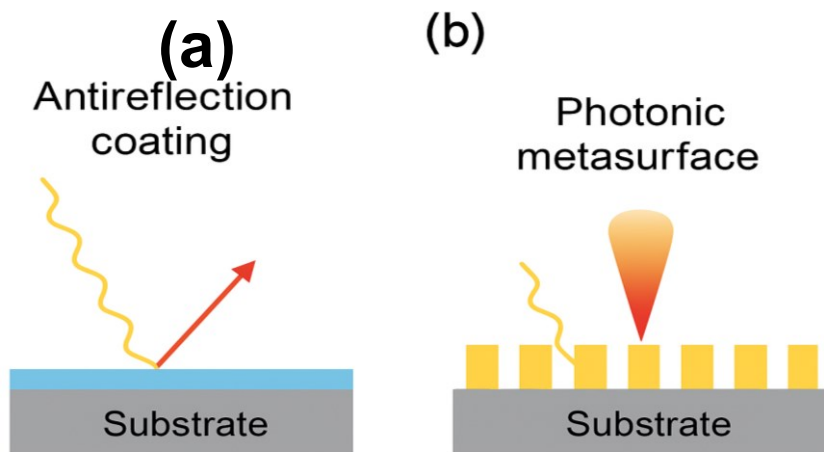 (a)
Antireflection
coating
Substrate
(b)
Photonic
metasurface
Substrate